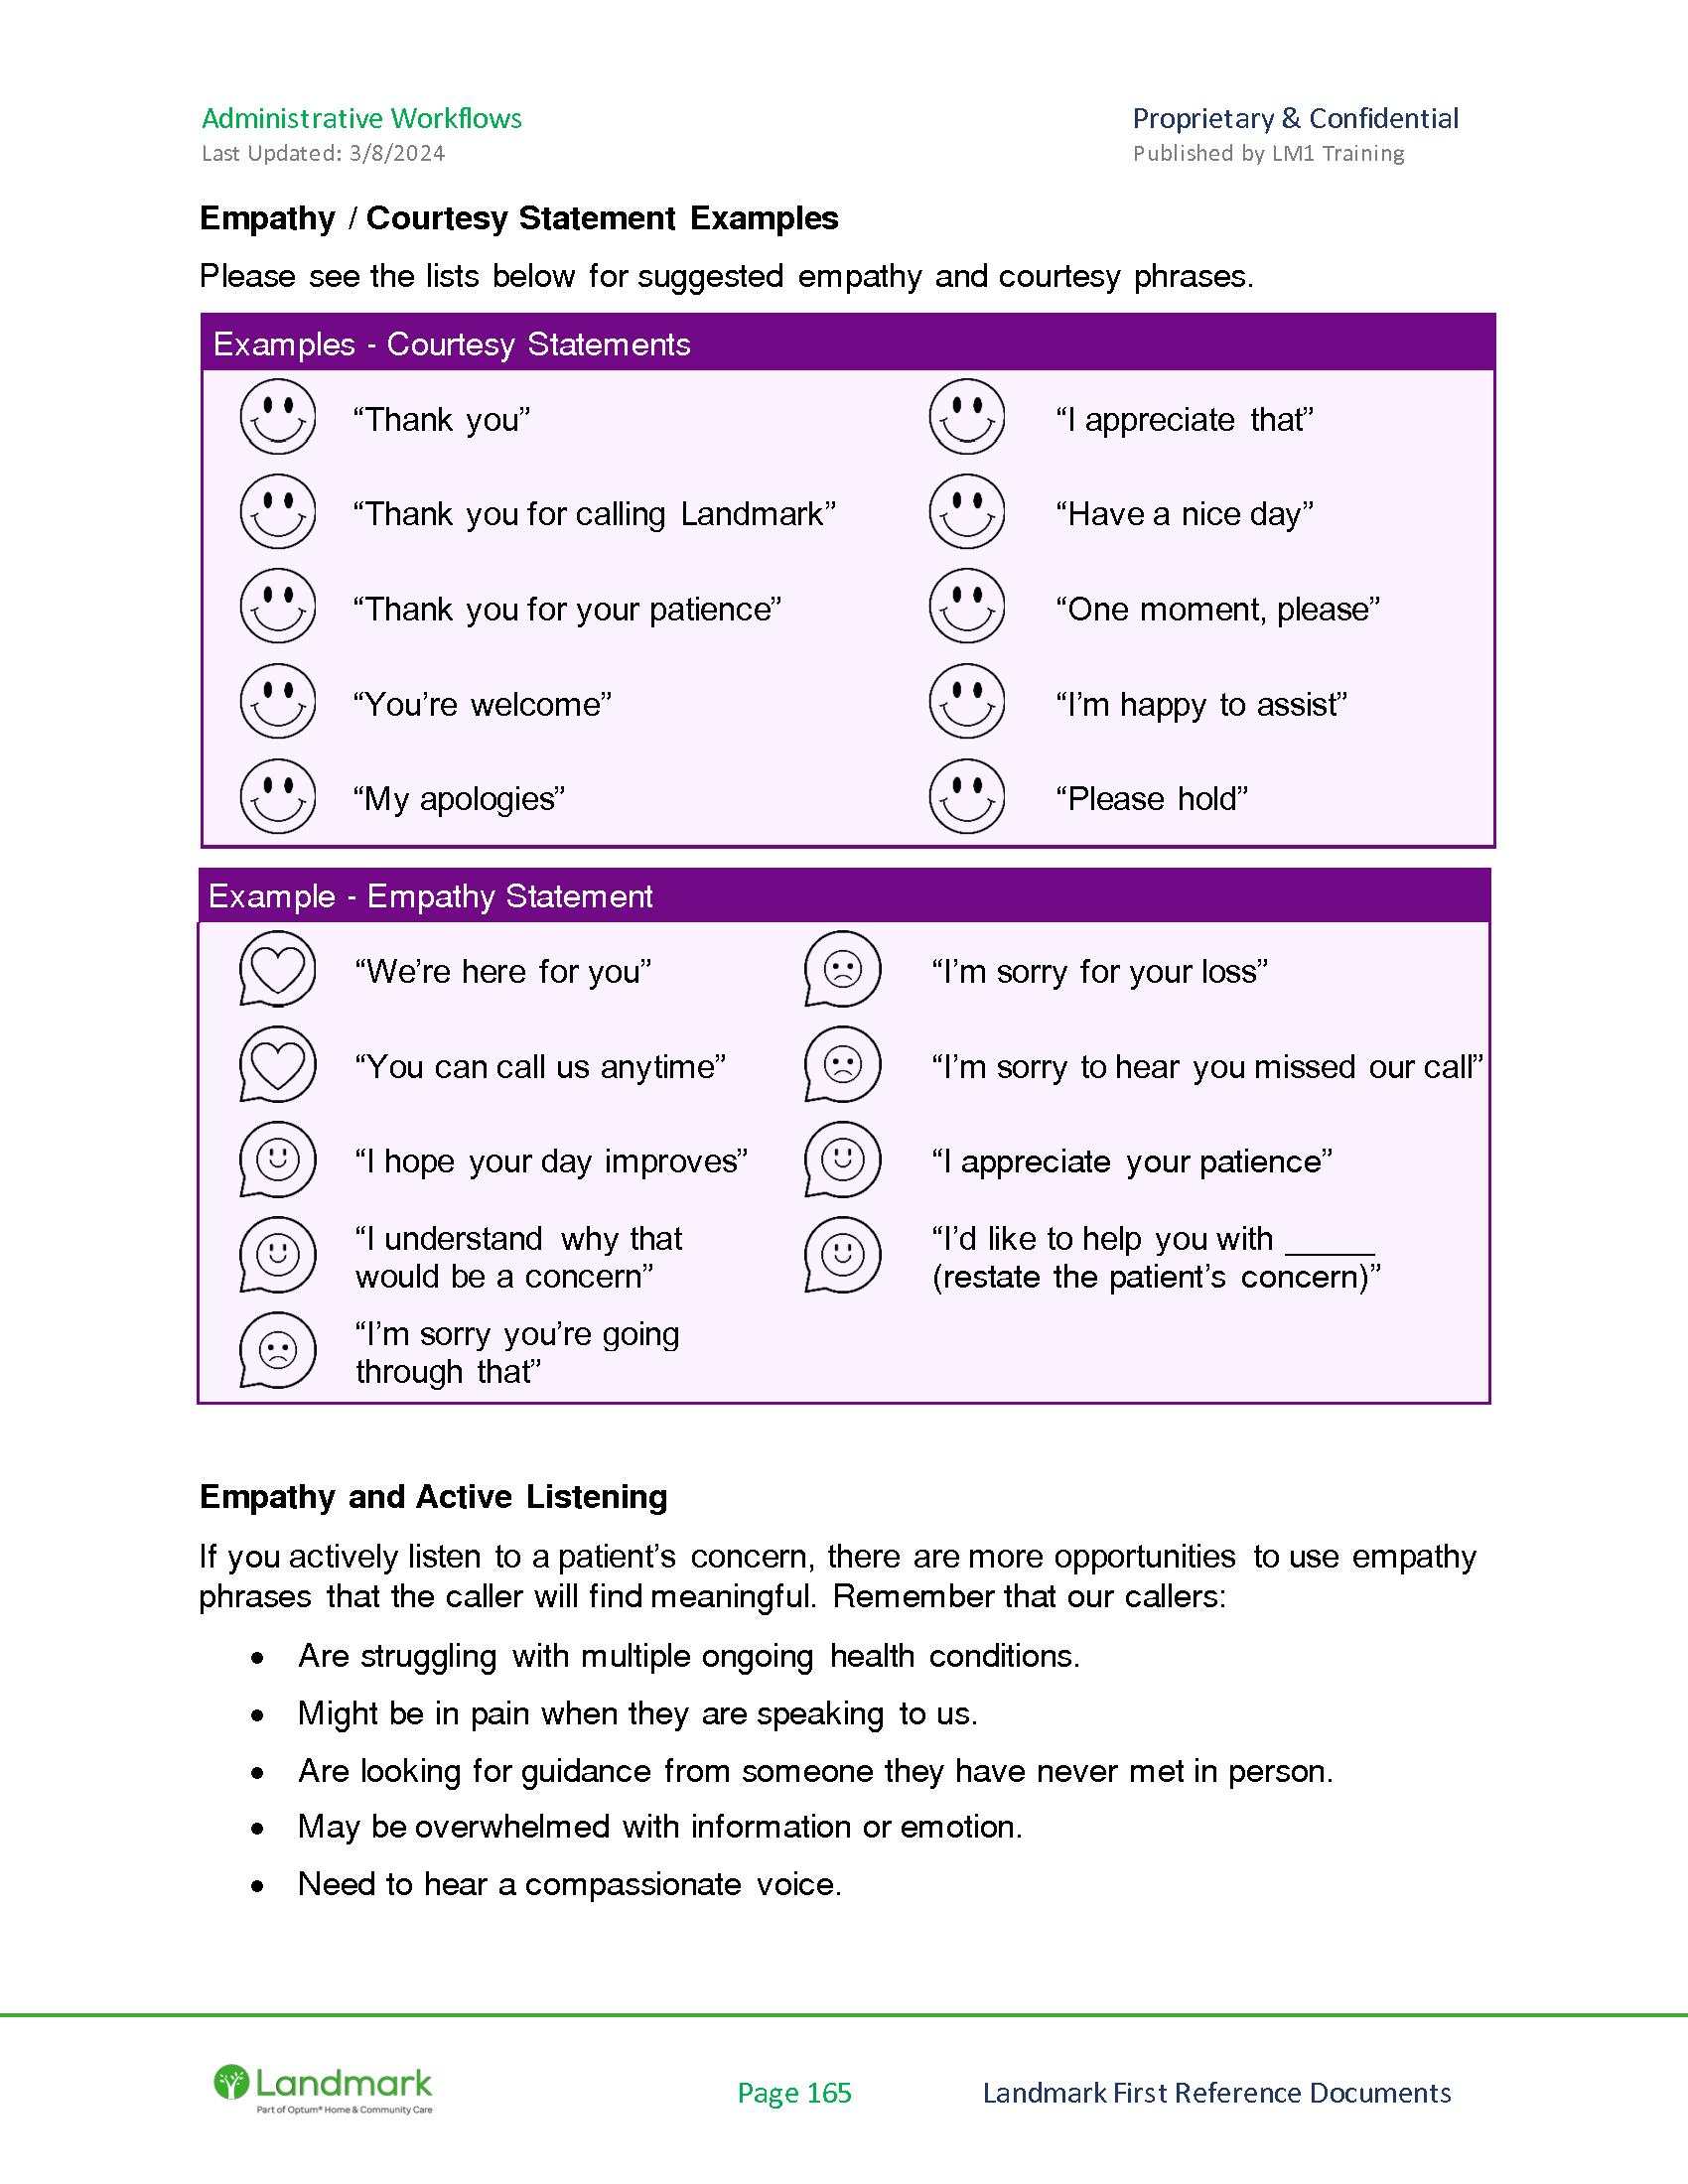 Administrative Workflows
Proprietary & Confidential
Last Updated: 3/8/2024
Published by LM1 Training
Empathy / Courtesy Statement Examples
Please see the lists below for suggested empathy and courtesy phrases.
Examples - Courtesy Statements
“Thank you”
“I appreciate that”
“Thank you for calling Landmark”
“Have a nice day”
“Thank you for your patience”
“One moment, please”
“You’re welcome”
“I’m happy to assist”
“My apologies”
“Please hold”
Example - Empathy Statement
“We’re here for you”
“I’m sorry for your loss”
“You can call us anytime”
“I’m sorry to hear you missed our call”
“I hope your day improves”
“I appreciate your patience”
“I understand why that
would be a concern”
“I’d like to help you with _____
(restate the patient’s concern)”
“I’m sorry you’re going
through that”
Empathy and Active Listening
If you actively listen to a patient’s concern, there are more opportunities to use empathy
phrases that the caller will find meaningful. Remember that our callers:
• Are struggling with multiple ongoing health conditions.
• Might be in pain when they are speaking to us.
• Are looking for guidance from someone they have never met in person.
• May be overwhelmed with information or emotion.
• Need to hear a compassionate voice.
Landmark
Part of Optum® Home & Community Care
Page 165
Landmark First Reference Documents